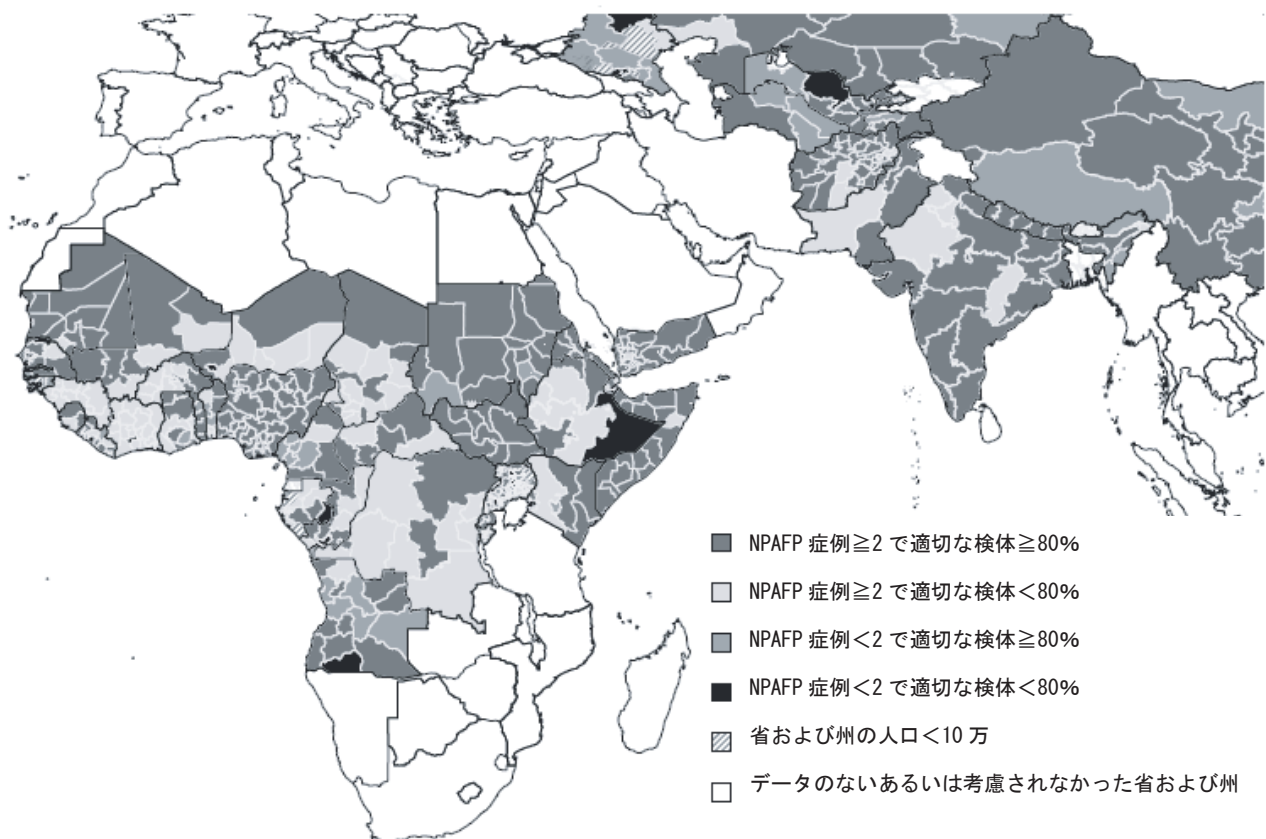 NPAFP 症例≧2 で適切な検体≧80%
NPAFP 症例≧2 で適切な検体＜80%
NPAFP 症例＜2 で適切な検体≧80%
NPAFP 症例＜2 で適切な検体＜80%
省および州の人口＜10 万
データのないあるいは考慮されなかった省および州